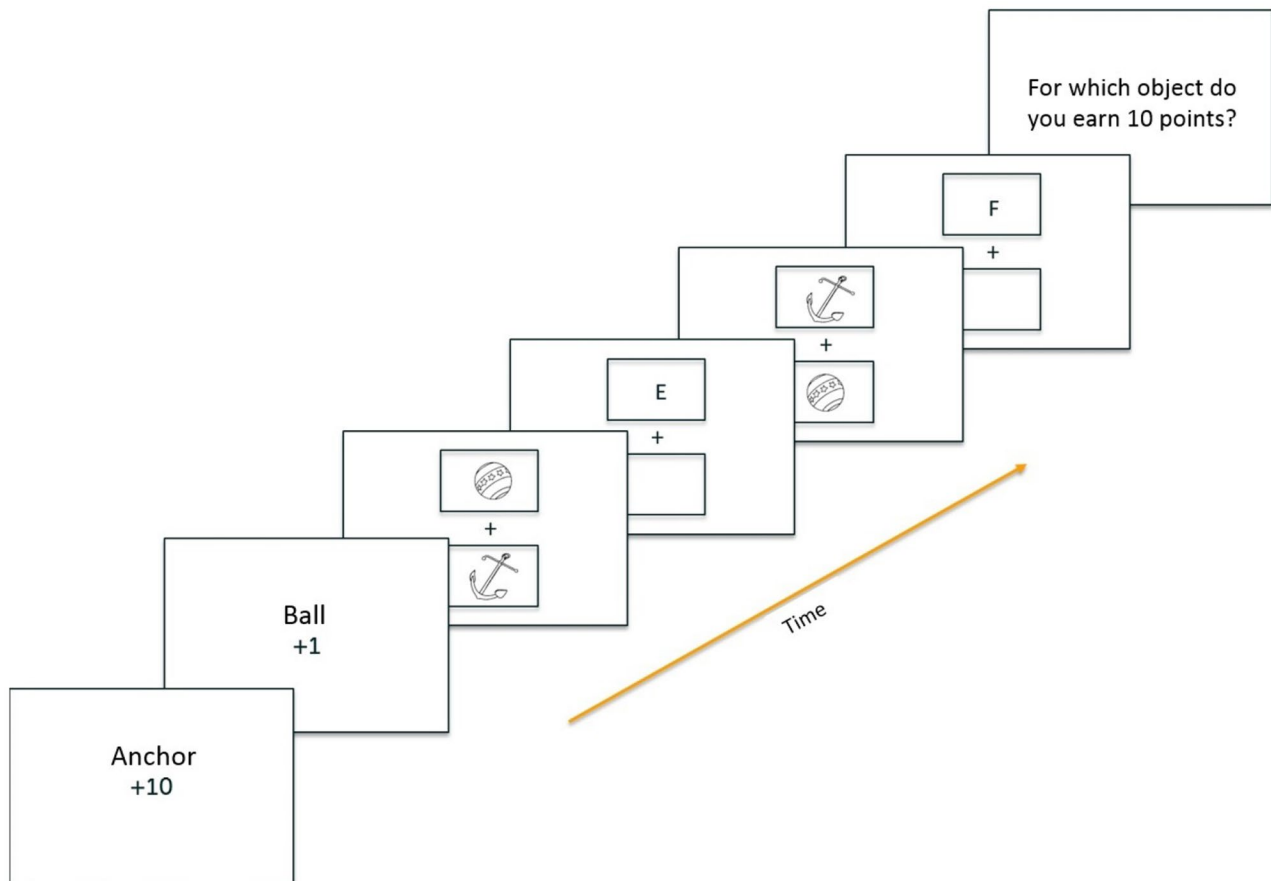 For which object do
you earn 10 points?
F
+
+
E
+
+
Ball
+1
Anchor
+10
Time